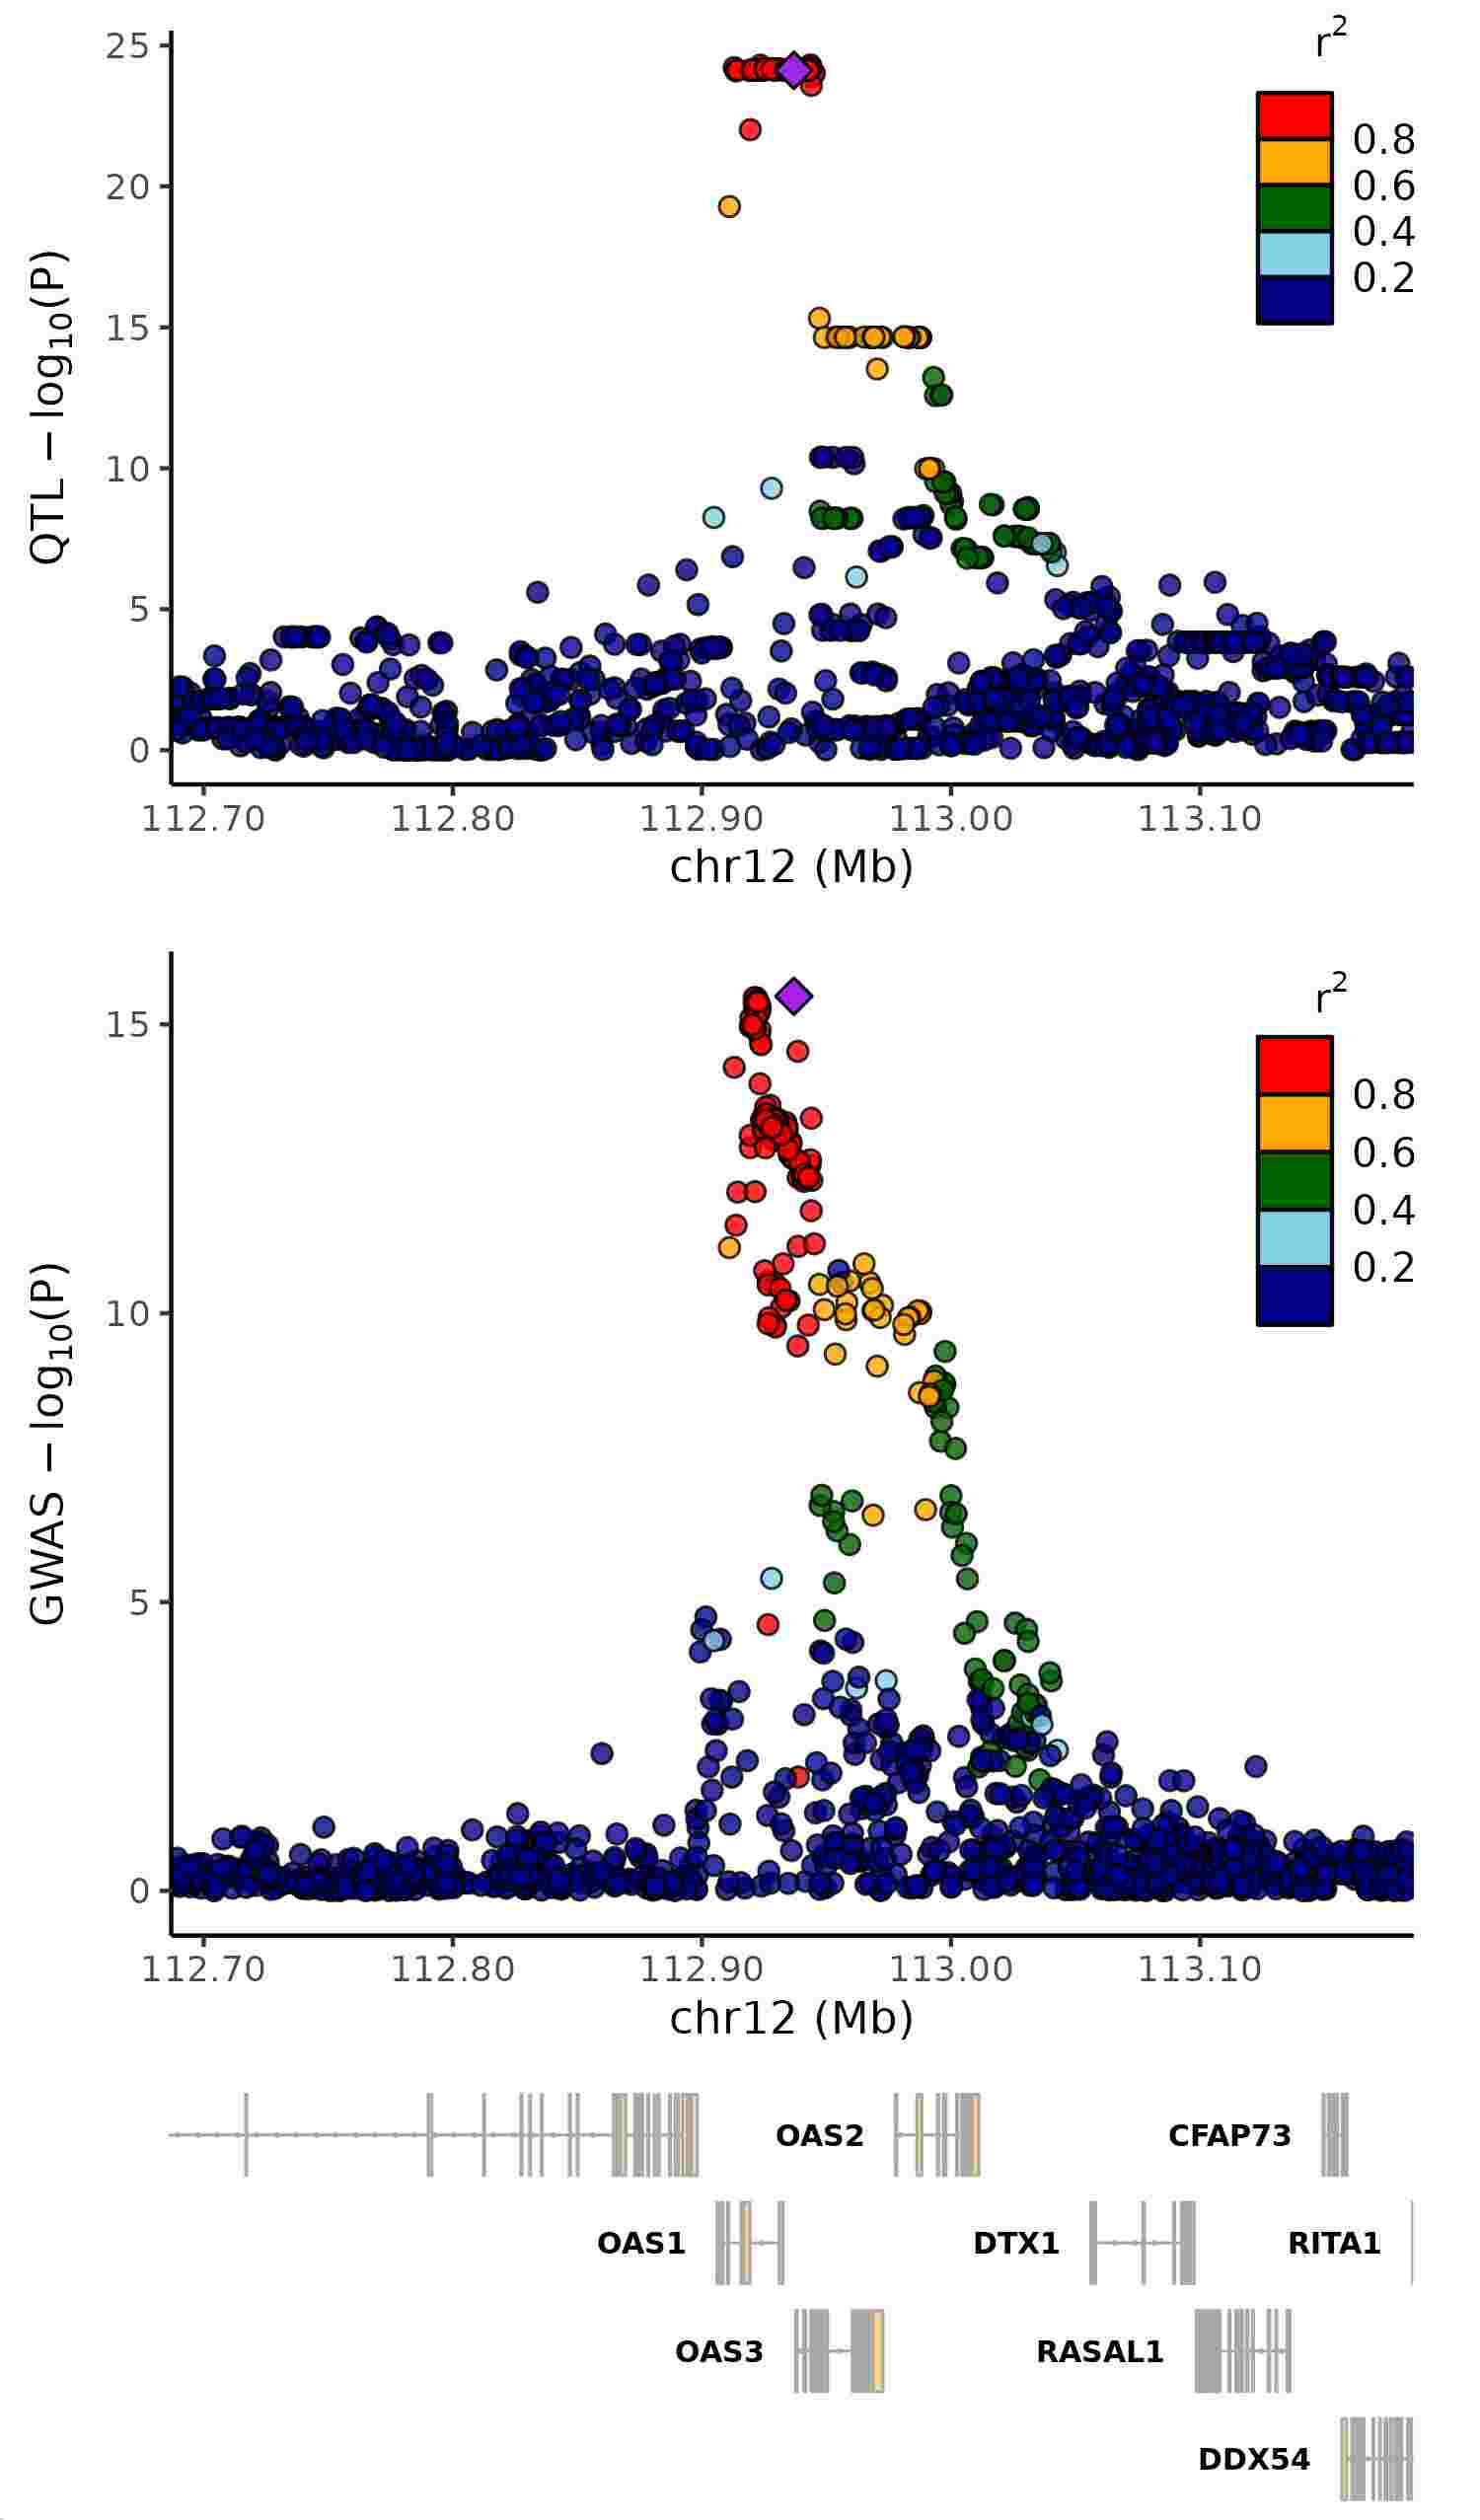 r2
25
20
15
10
5
0
QTL − log10(P)
0.8
0.6
0.4
0.2
112.70 112.80 112.90 113.00 113.10
chr12 (Mb)
r2
15
10
5
0
GWAS − log10(P)
0.8
0.6
0.4
0.2
112.70 112.80 112.90 113.00 113.10
chr12 (Mb)
OAS2 CFAP73
OAS1 DTX1 RITA1
OAS3 RASAL1
DDX54